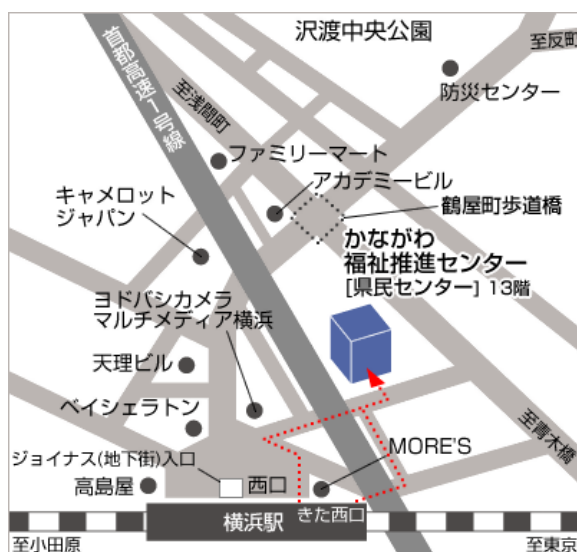 沢渡中央公園
至反町
首都高速1号線
至浅間町
防災センター
ファミリーマート
アカデミービル
キャメロット
ジャパン
鶴屋町歩道橋
かながわ
福祉推進センター
[県民センター] 13階
ヨドバシカメラ
マルチメディア横浜
天理ビル
ベイシェラトン
至青木橋
MORE'S
ジョイナス(地下街)入口
高島屋
西口
きた西口
横浜駅
至小田原
至東京